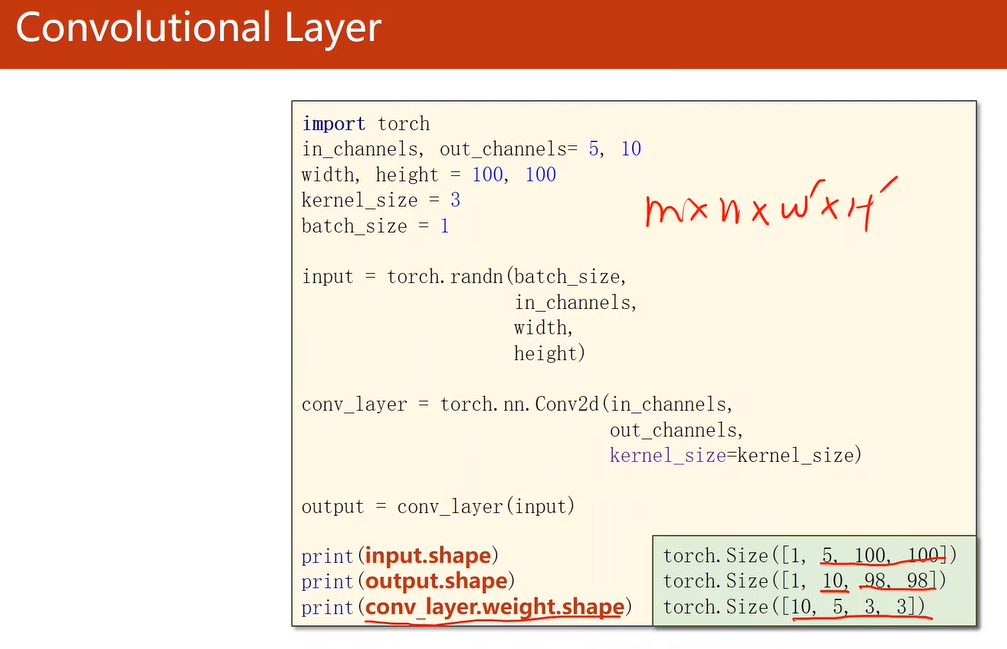 Convolutional Layer
import torch
in_channels, out_channels= 5, 10
width, height = 100, 100
kernel_size = 3
batch_size = 1
m×n×w′×H′
input = torch.randn(batch_size,
in_channels,
width,
height)
conv_layer = torch.nn.Conv2d(in_channels,
out_channels,
kernel_size=kernel_size)
output = conv_layer(input)
print(input.shape)
print(output.shape)
print(conv_layer.weight.shape)
torch.Size([1, 5, 100, 100])
torch.Size([1, 10, 98, 98])
torch.Size([10, 5, 3, 3])